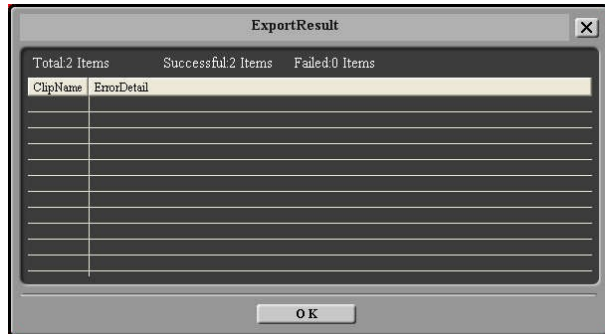 ExportResult
Total:2 Items Successful:2 Items Failed:0 Items
ClipName ErrorDetail
OK